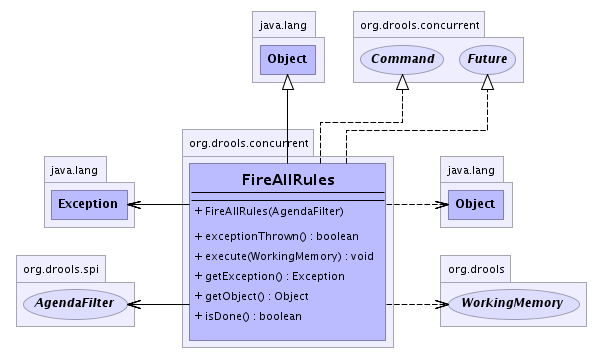 java.lang
Object
org.drools.concurrent
Command
Future
org.drools.concurrent
FireAllRules
+ FireAllRules(AgendaFilter)
+ exceptionThrown() : boolean
+ execute(WorkingMemory) : void
+ getException() : Exception
+ getObject() : Object
+ isDone() : boolean
java.lang
Exception
java.lang
Object
org.drools.spi
AgendaFilter
org.drools
WorkingMemory